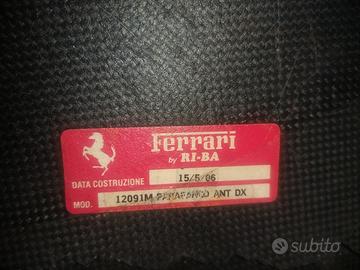 Ferrari
by RI-BA
DATA COSTRUZIONE 15/5/06
MOD. 12091M PARAFANGO ANT DX
subito